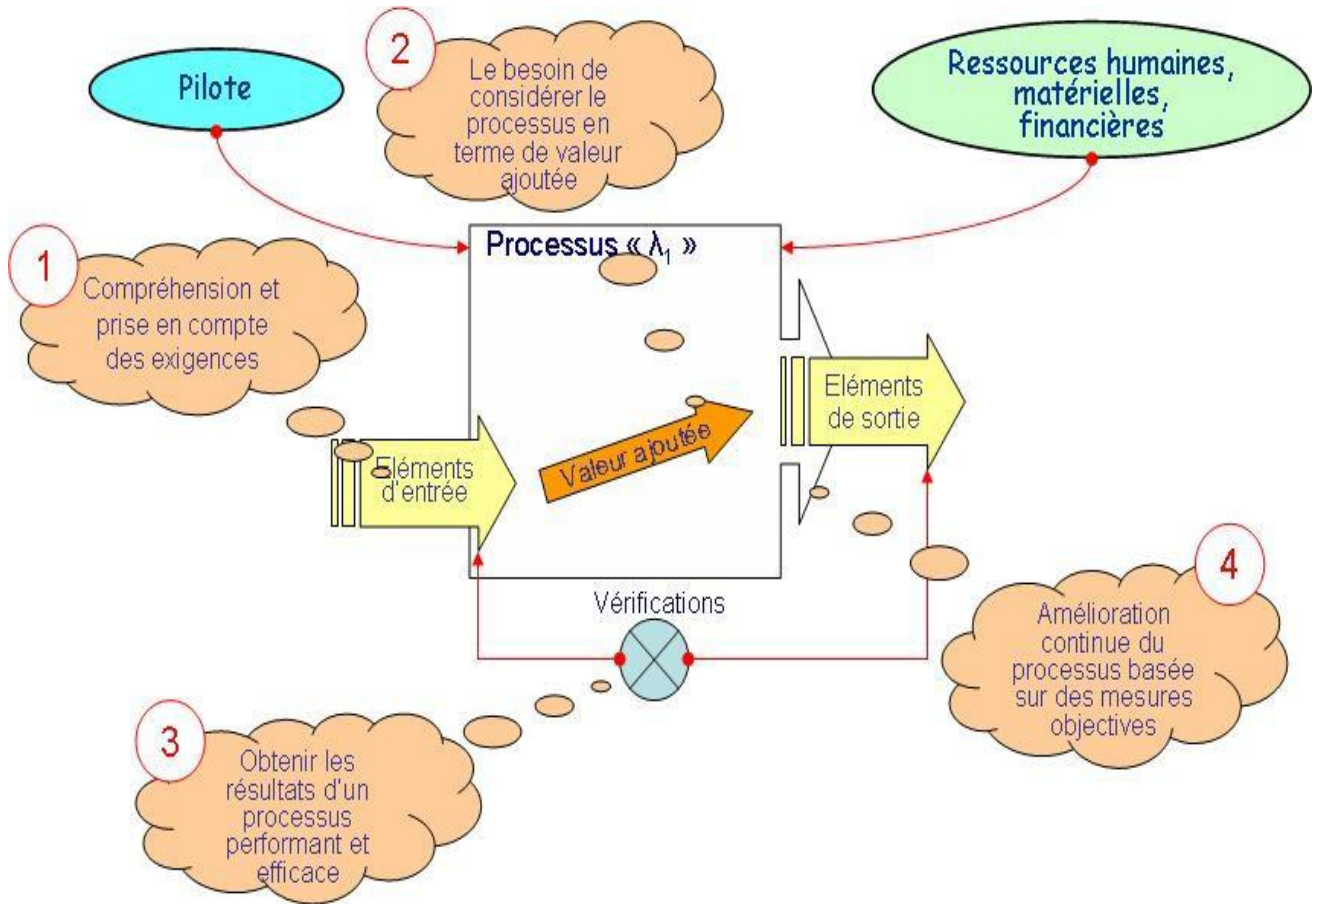 Pilote
2
Le besoin de
considérer le
processus en
terme de valeur
ajoutée
Ressources humaines,
matérielles,
financières
1
Compréhension et
prise en compte
des exigences
Processus « λ₁ »
Eléments
d'entrée
Valeur ajoutée
Eléments
de sortie
Vérifications
3
Obtenir les
résultats d'un
processus
performant et
efficace
4
Amélioration
continue du
processus basée
sur des mesures
objectives